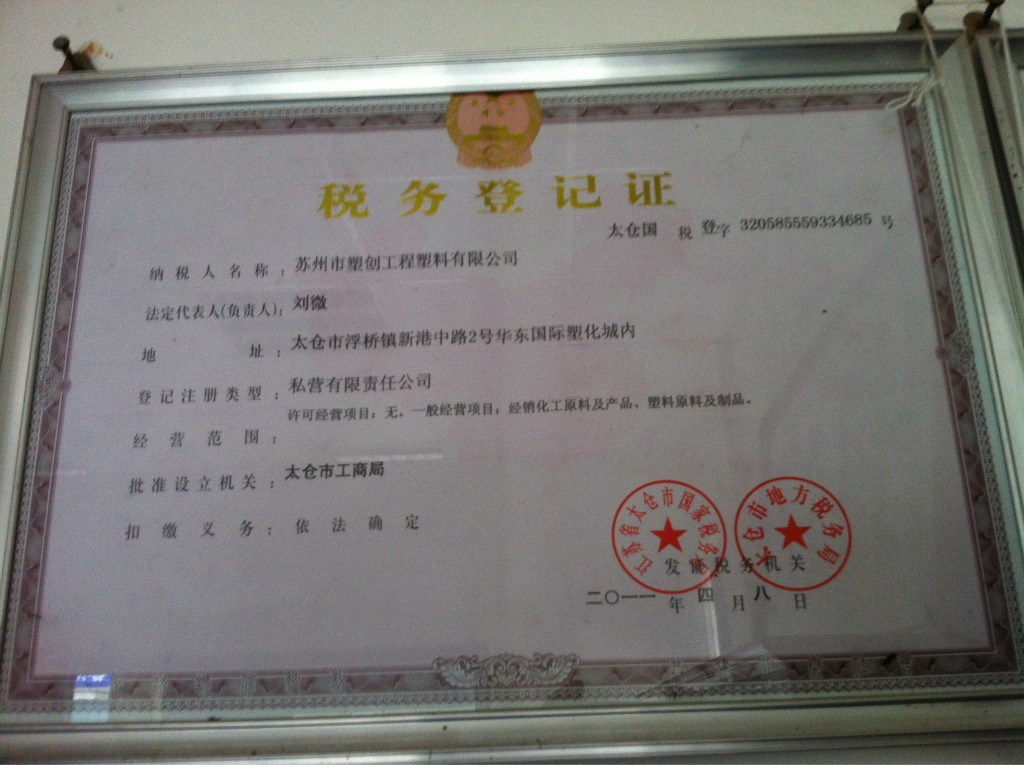 税务登记证
太仓国 税 登字 320585559334685 号
纳税人名称：苏州市塑创工程塑料有限公司
法定代表人(负责人)：刘微
地址：太仓市浮桥镇新港中路2号华东国际塑化城内
登记注册类型：私营有限责任公司
经营范围：许可经营项目：无。一般经营项目：经销化工原料及产品、塑料原料及制品。
批准设立机关：太仓市工商局
扣缴义务：依法确定
江苏省太仓市国家税务局
太仓市地方税务局
发证税务机关
二〇一一年四月八日